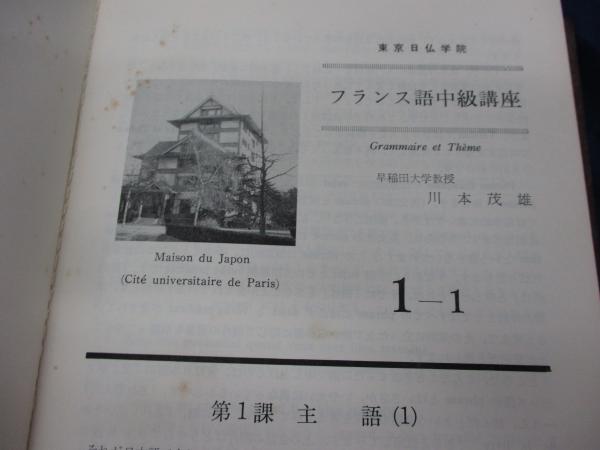 東京日仏学院
フランス語中級講座
Grammaire et Thème
早稲田大学教授
川本茂雄
Maison du Japon
(Cité universitaire de Paris)
1-1
第1課 主 語 (1)